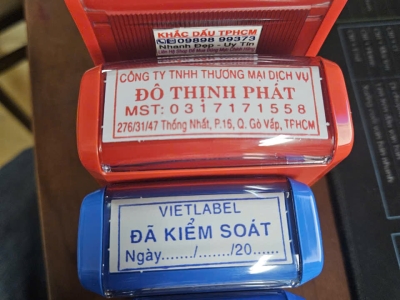 KHẮC DẤU TPHCM
09898 99373
Nhanh Đẹp - Uy Tín
CÔNG TY TNHH THƯƠNG MẠI DỊCH VỤ
ĐÔ THỊNH PHÁT
MST: 0317171558
276/31/47 Thống Nhất, P.15, Q. Gò Vấp, TPHCM
VIETLABEL
ĐÃ KIỂM SOÁT
Ngày......./......./20......